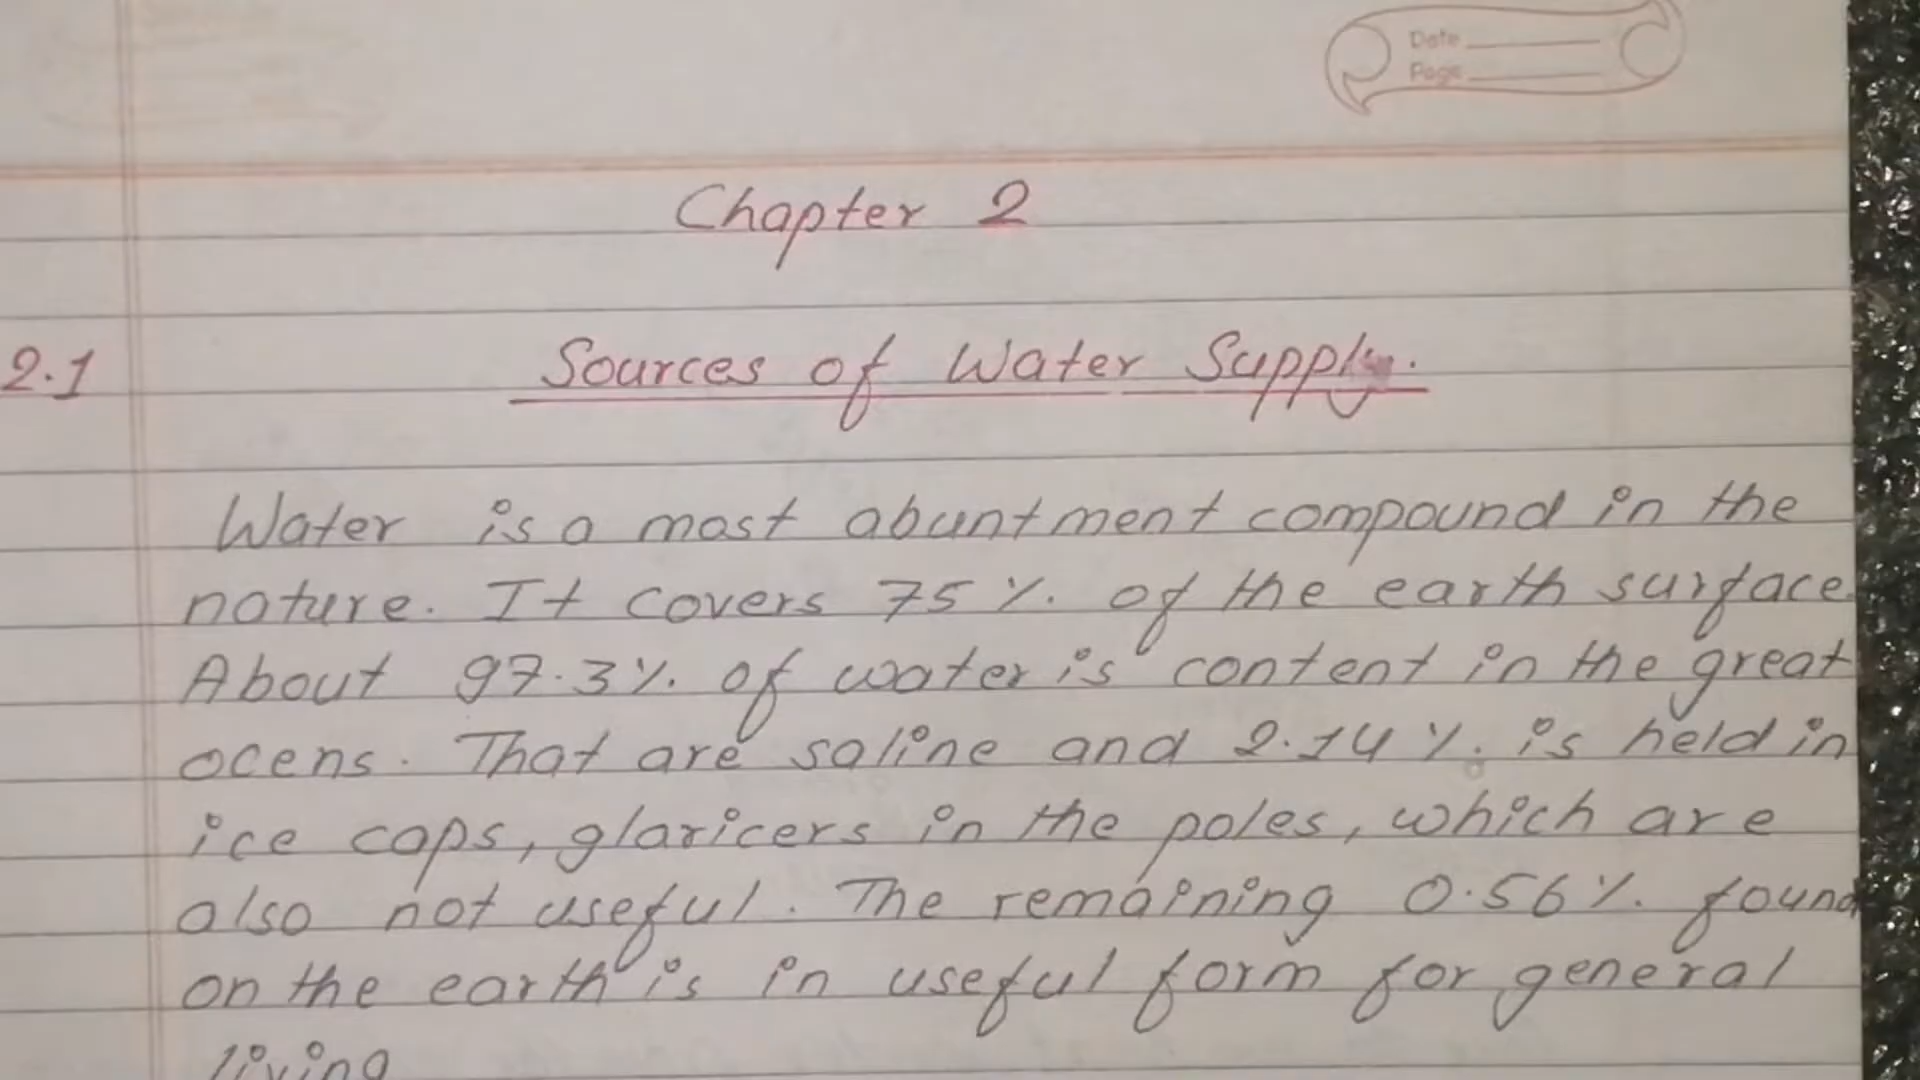 Date
Page
Chapter 2
2.1 Sources of Water Supply.
Water is a most abuntment compound in the
nature. It covers 75%. of the earth surface.
About 97.3%. of water is content in the great
ocens. That are saline and 2.14%. is held in
ice caps, glaricers in the poles, which are
also not useful. The remaining 0.56%. found
on the earth is in useful form for general
living